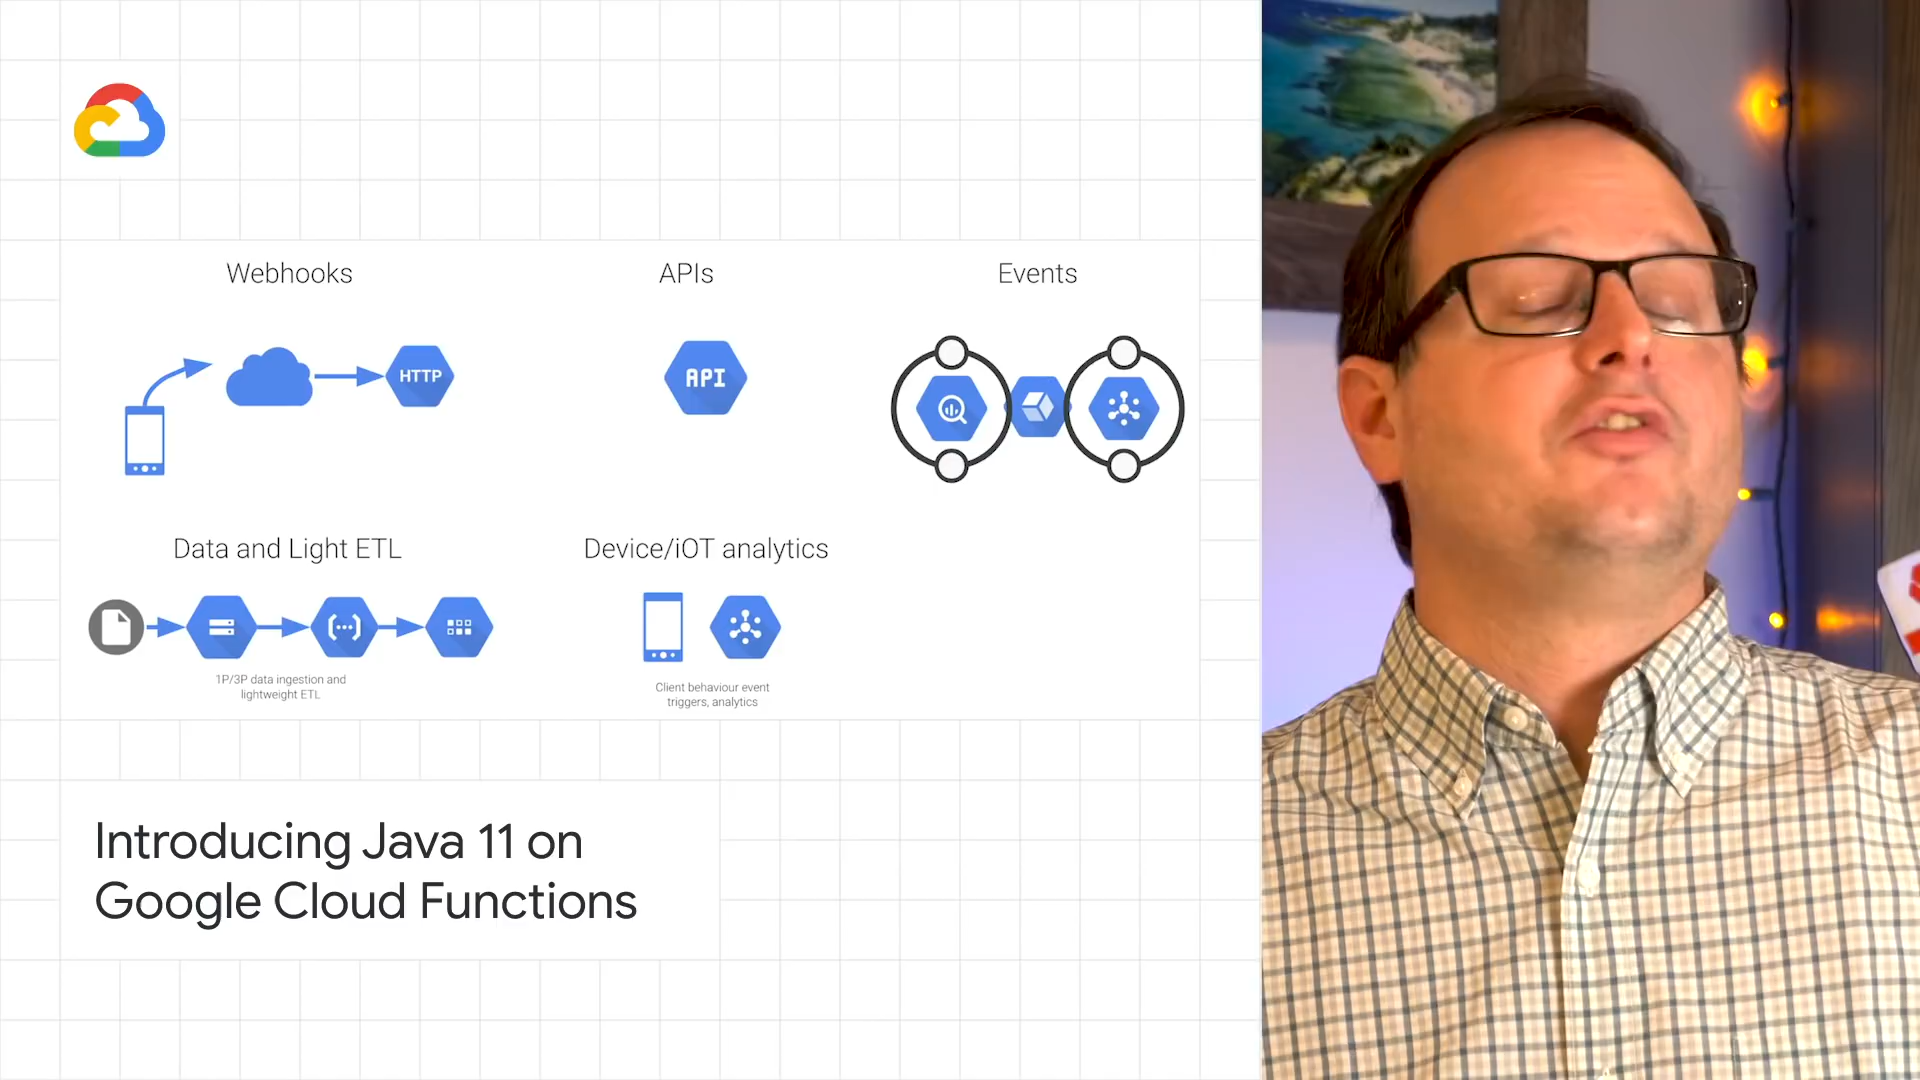 Webhooks
APIs
Events
HTTP
API
Data and Light ETL
Device/iOT analytics
1P/3P data ingestion and
lightweight ETL
Client behaviour event
triggers, analytics
Introducing Java 11 on
Google Cloud Functions